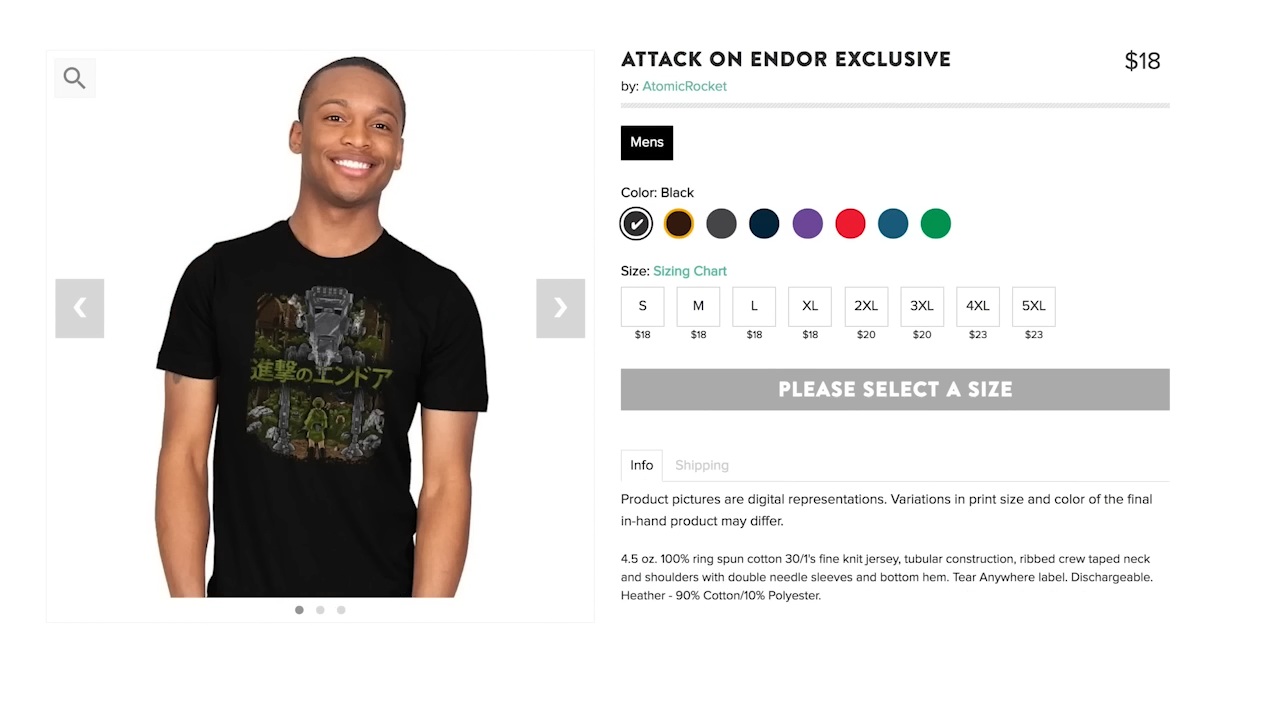 ATTACK ON ENDOR EXCLUSIVE
$18
by: AtomicRocket
Mens
Color: Black
Size: Sizing Chart
S M L XL 2XL 3XL 4XL 5XL
$18 $18 $18 $18 $20 $20 $23 $23
PLEASE SELECT A SIZE
Info Shipping
Product pictures are digital representations. Variations in print size and color of the final
in-hand product may differ.
4.5 oz. 100% ring spun cotton 30/1's fine knit jersey, tubular construction, ribbed crew taped neck
and shoulders with double needle sleeves and bottom hem. Tear Anywhere label. Dischargeable.
Heather - 90% Cotton/10% Polyester.
進撃のエンドア